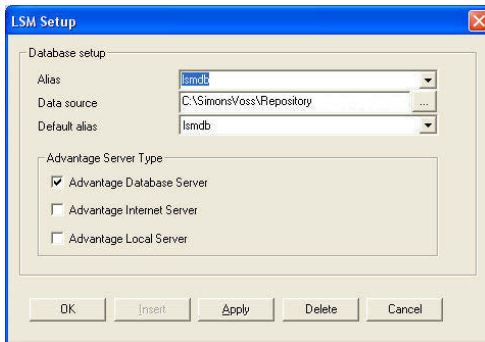 LSM Setup
Database setup
Alias
lsmdb
Data source
C:\SimonsVoss\Repository
...
Default alias
lsmdb
Advantage Server Type
Advantage Database Server
Advantage Internet Server
Advantage Local Server
OK
Insert
Apply
Delete
Cancel